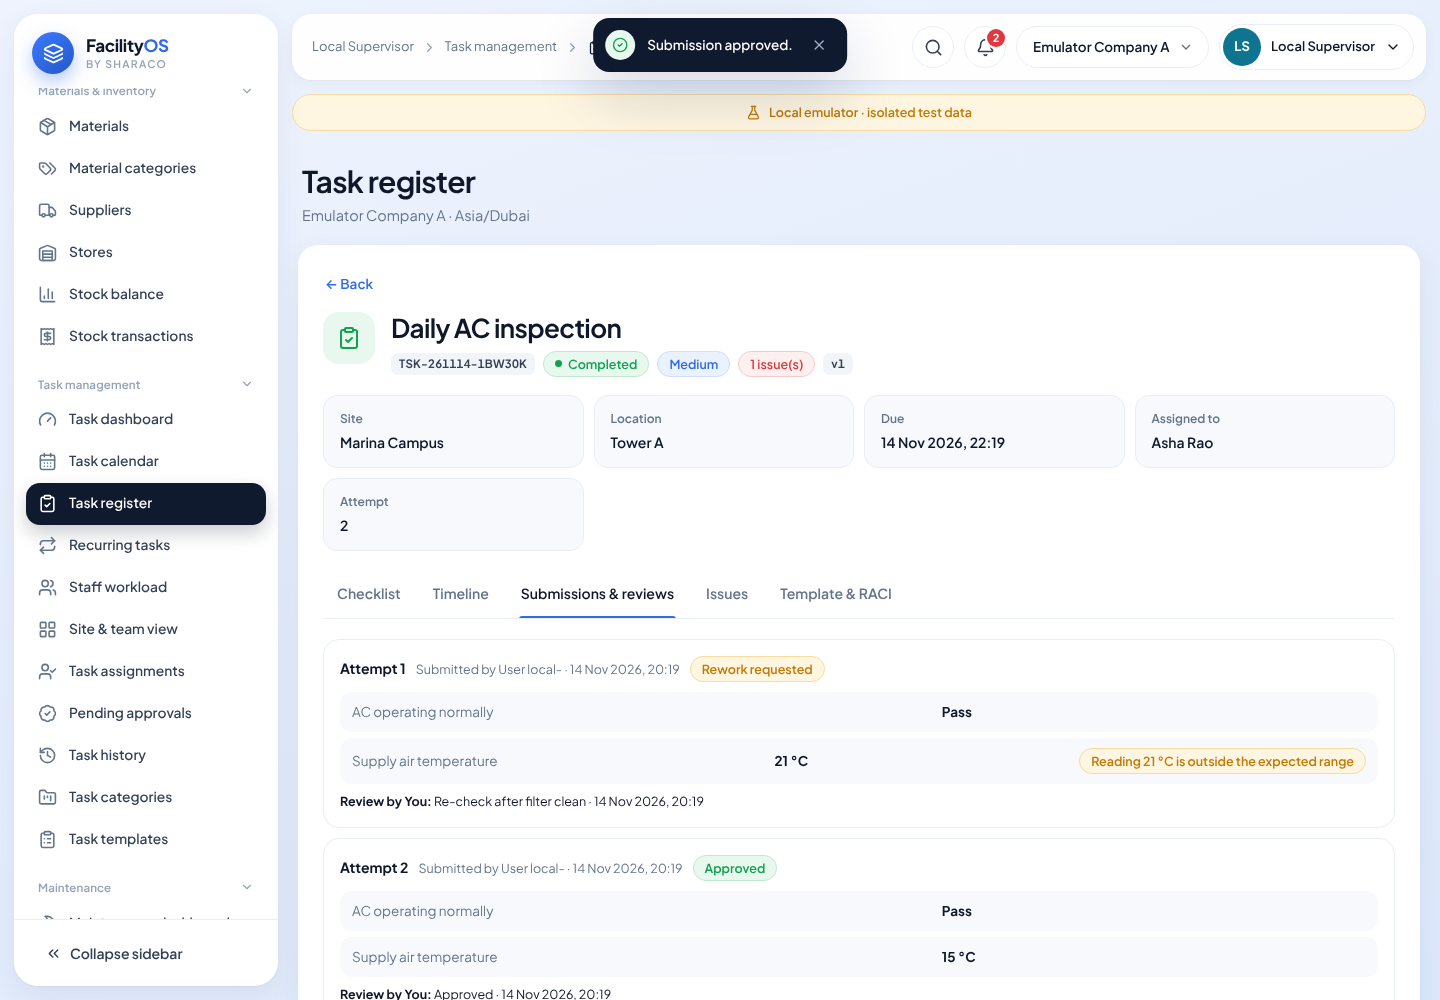 FacilityOS
BY SHARACO
Materials & inventory
Materials
Material categories
Suppliers
Stores
Stock balance
Stock transactions
Task management
Task dashboard
Task calendar
Task register
Recurring tasks
Staff workload
Site & team view
Task assignments
Pending approvals
Task history
Task categories
Task templates
Maintenance
Collapse sidebar
Local Supervisor
Task management
Submission approved.
2
Emulator Company A
LS
Local Supervisor
Local emulator · isolated test data
Task register
Emulator Company A · Asia/Dubai
← Back
Daily AC inspection
TSK-261114-1BW30K
Completed
Medium
1 issue(s)
v1
Site
Marina Campus
Location
Tower A
Due
14 Nov 2026, 22:19
Assigned to
Asha Rao
Attempt
2
Checklist
Timeline
Submissions & reviews
Issues
Template & RACI
Attempt 1 Submitted by User local- · 14 Nov 2026, 20:19 Rework requested
AC operating normally Pass
Supply air temperature 21 °C Reading 21 °C is outside the expected range
Review by You: Re-check after filter clean · 14 Nov 2026, 20:19
Attempt 2 Submitted by User local- · 14 Nov 2026, 20:19 Approved
AC operating normally Pass
Supply air temperature 15 °C
Review by You: Approved · 14 Nov 2026, 20:19